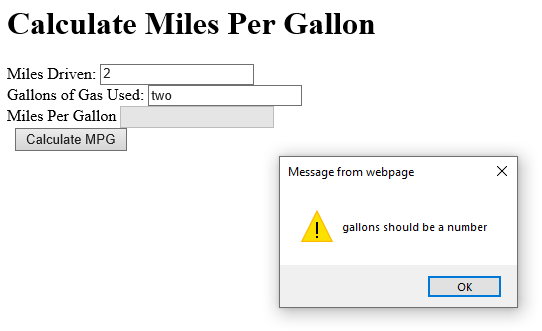 Calculate Miles Per Gallon
Miles Driven: 2
Gallons of Gas Used: two
Miles Per Gallon
Calculate MPG
Message from webpage
gallons should be a number
OK